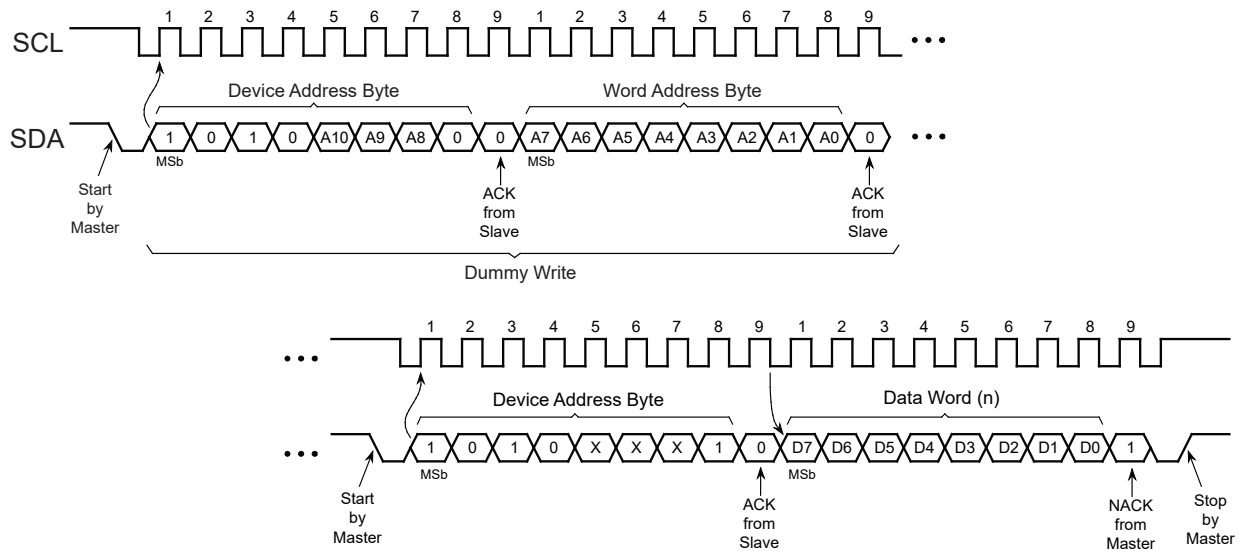 1 2 3 4 5 6 7 8 9 1 2 3 4 5 6 7 8 9
SCL
Device Address Byte Word Address Byte
SDA 1 0 1 0 A10 A9 A8 0 0 A7 A6 A5 A4 A3 A2 A1 A0 0
MSb MSb
Start
by
Master
ACK
from
Slave
ACK
from
Slave
Dummy Write
1 2 3 4 5 6 7 8 9 1 2 3 4 5 6 7 8 9
Device Address Byte Data Word (n)
1 0 1 0 X X X 1 0 D7 D6 D5 D4 D3 D2 D1 D0 1
MSb MSb
Start
by
Master
ACK
from
Slave
NACK
from
Master
Stop
by
Master